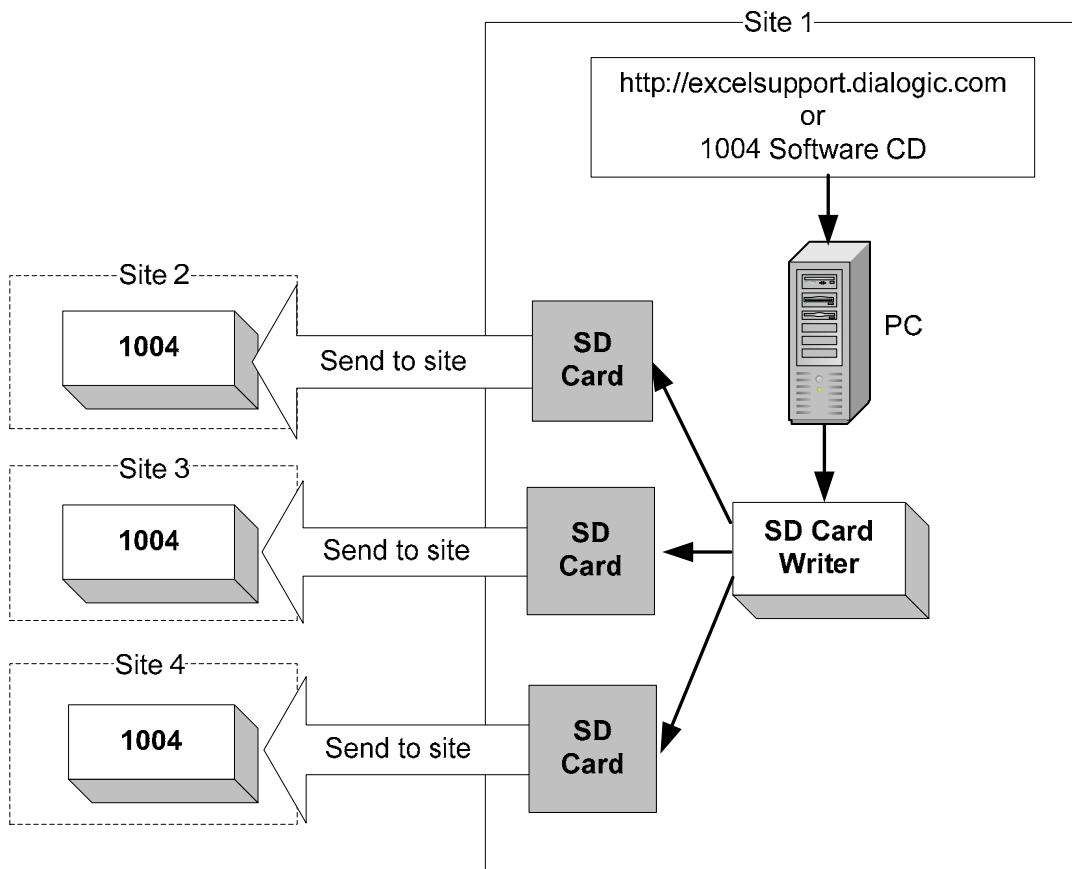 Site 1
http://excelsupport.dialogic.com
or
1004 Software CD
PC
SD Card
Writer
Site 2
1004
Send to site
SD
Card
Site 3
1004
Send to site
SD
Card
Site 4
1004
Send to site
SD
Card